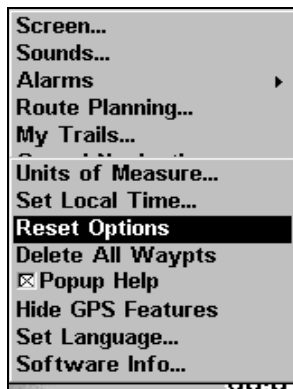 Screen...
Sounds...
Alarms
Route Planning...
My Trails...
Units of Measure...
Set Local Time...
Reset Options
Delete All Waypts
Popup Help
Hide GPS Features
Set Language...
Software Info...